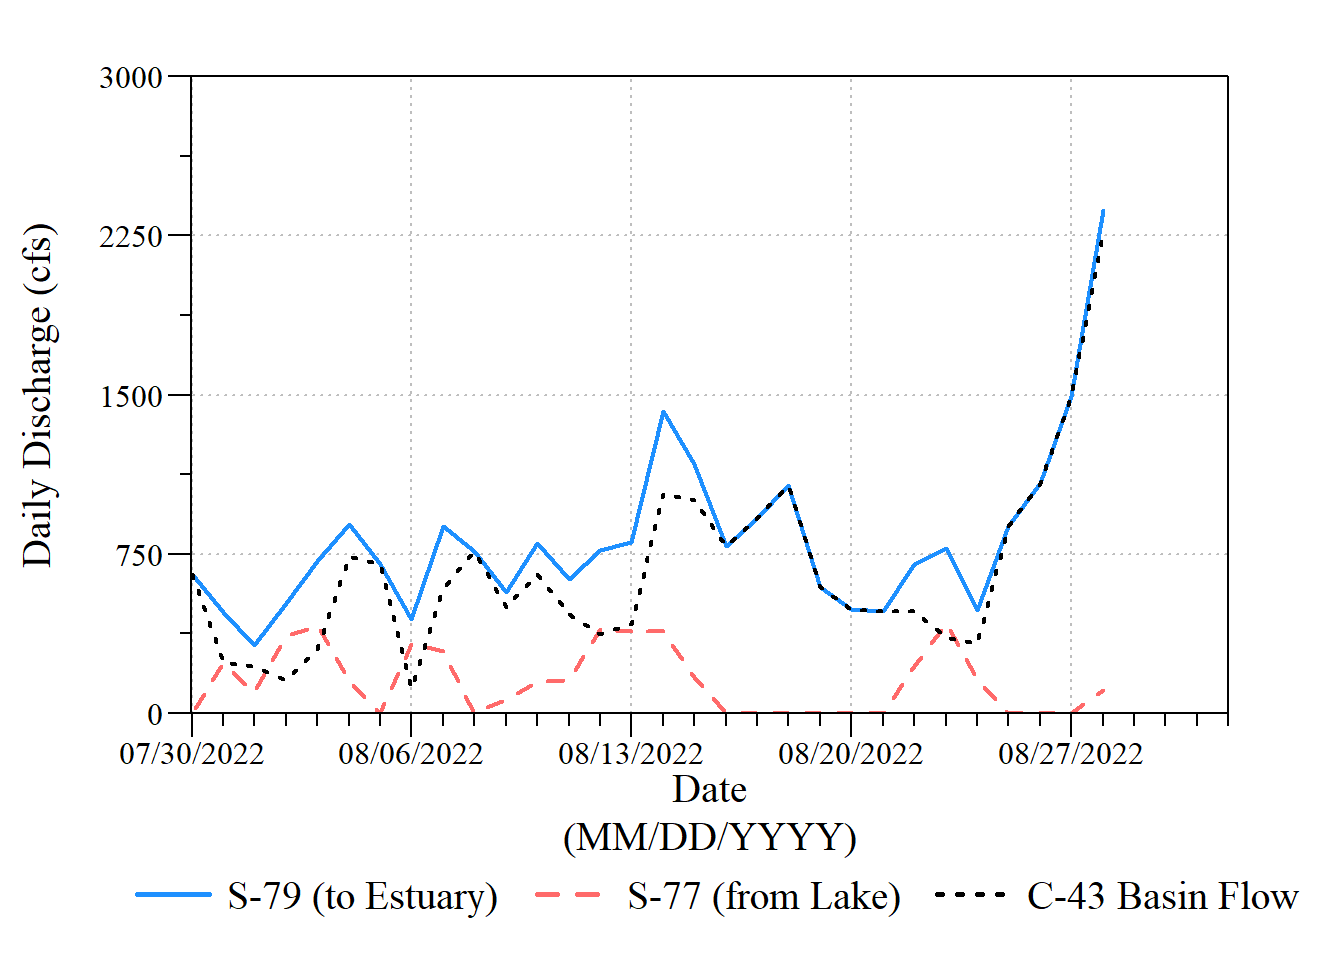 3000
2250
1500
750
0
Daily Discharge (cfs)
07/30/2022 08/06/2022 08/13/2022 08/20/2022 08/27/2022
Date
(MM/DD/YYYY)
S-79 (to Estuary) S-77 (from Lake) C-43 Basin Flow